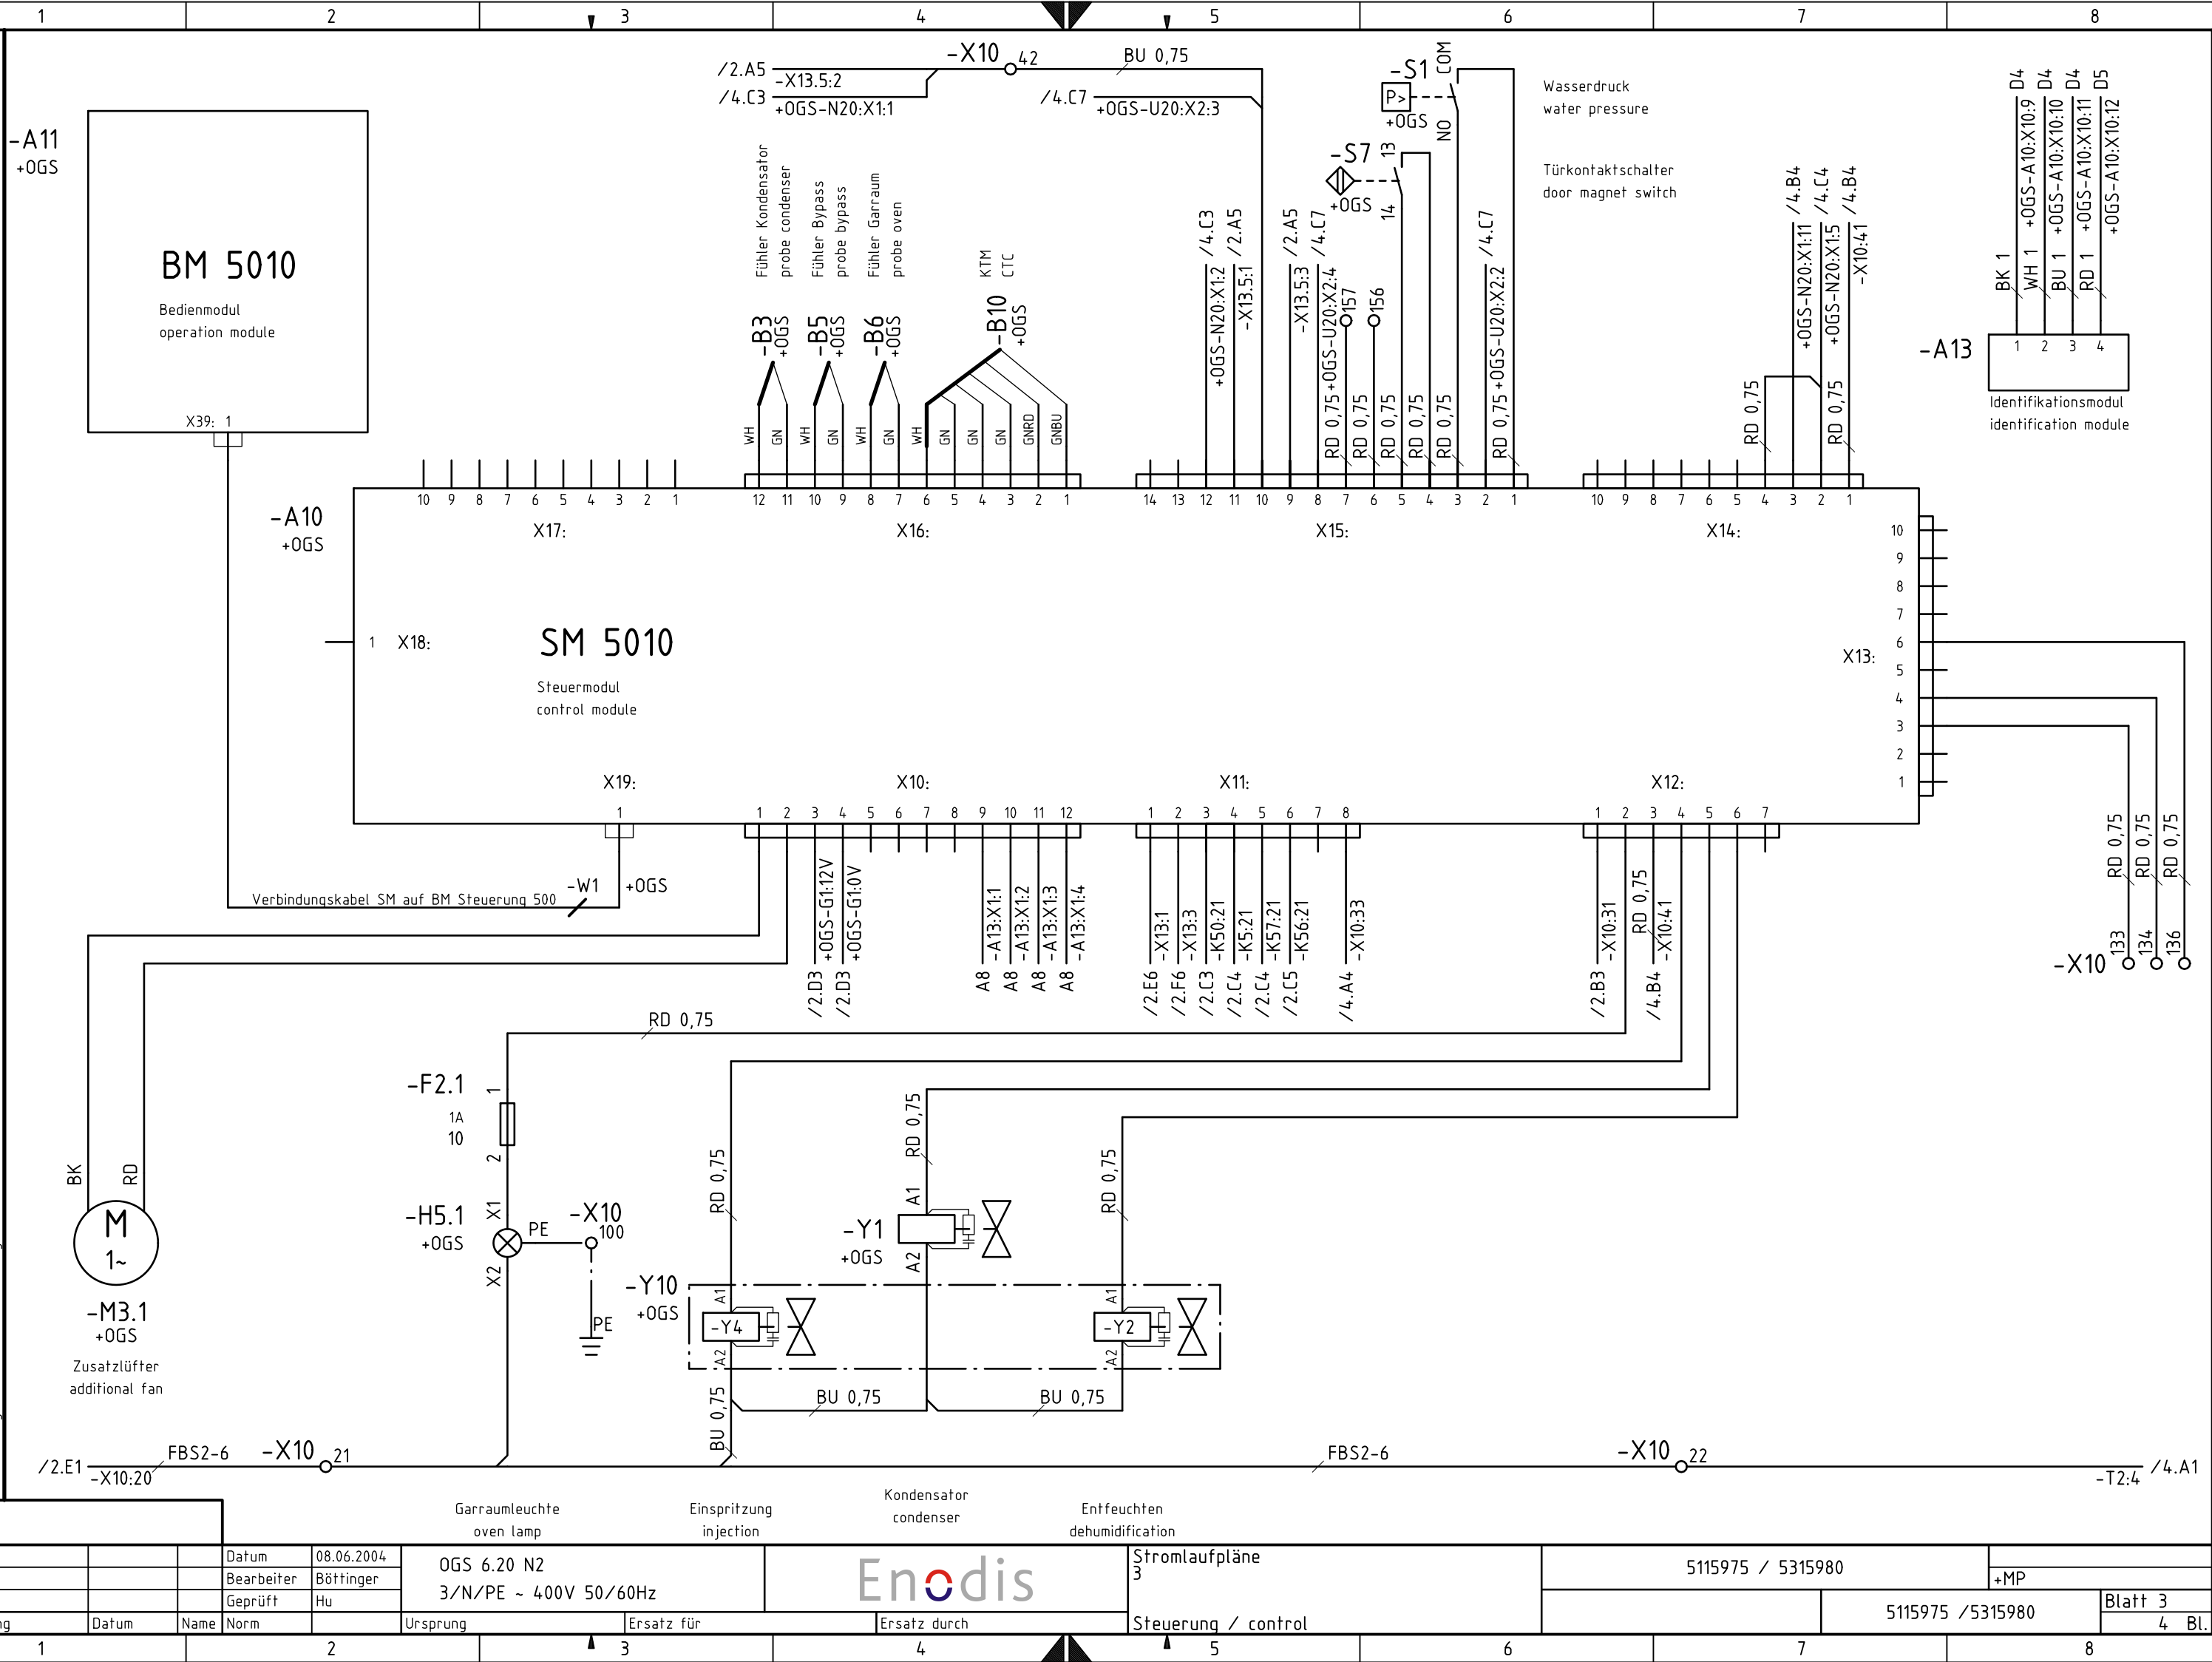 1 2 3 4 5 6 7 8
-A11
+OGS
BM 5010
Bedienmodul
operation module
X39: 1
/2.A5
-X13.5:2
/4.C3
+OGS-N20:X1:1
-X10 42
BU 0,75
/4.C7
+OGS-U20:X2:3
-S1
COM
P>
+OGS
NO
Wasserdruck
water pressure
-S7
13
+OGS
14
Türkontaktschalter
door magnet switch
Fühler Kondensator
probe condenser
Fühler Bypass
probe bypass
Fühler Garraum
probe oven
KTM
CTC
-B3
+OGS
-B5
+OGS
-B6
+OGS
-B10
+OGS
WH GN WH GN WH GN WH GN GN GN GNRD GNBU
+OGS-N20:X1:2 /4.C3
-X13.5:1 /2.A5
-X13.5:3 /2.A5
RD 0,75 +OGS-U20:X2:4 /4.C7
RD 0,75 157
RD 0,75 156
RD 0,75
RD 0,75
RD 0,75 +OGS-U20:X2:2 /4.C7
RD 0,75
+OGS-N20:X1:11 /4.B4
RD 0,75 +OGS-N20:X1:5 /4.C4
-X10:41 /4.B4
BK 1 +OGS-A10:X10:9 D4
WH 1 +OGS-A10:X10:10 D4
BU 1 +OGS-A10:X10:11 D4
RD 1 +OGS-A10:X10:12 D5
-A13
1 2 3 4
Identifikationsmodul
identification module
-A10
+OGS
10 9 8 7 6 5 4 3 2 1
X17:
12 11 10 9 8 7 6 5 4 3 2 1
X16:
14 13 12 11 10 9 8 7 6 5 4 3 2 1
X15:
10 9 8 7 6 5 4 3 2 1
X14:
1 X18:
SM 5010
Steuermodul
control module
X13:
10
9
8
7
6
5
4
3
2
1
X19:
1
X10:
1 2 3 4 5 6 7 8 9 10 11 12
X11:
1 2 3 4 5 6 7 8
X12:
1 2 3 4 5 6 7
Verbindungskabel SM auf BM Steuerung 500
-W1
+OGS
/2.D3 +OGS-G1:12V
/2.D3 +OGS-G1:0V
A8 -A13:X1:1
A8 -A13:X1:2
A8 -A13:X1:3
A8 -A13:X1:4
/2.E6 -X13:1
/2.F6 -X13:3
/2.C3 -K50:21
/2.C4 -K5:21
/2.C4 -K57:21
/2.C5 -K56:21
/4.A4 -X10:33
/2.B3 -X10:31
RD 0,75
/4.B4 -X10:41
RD 0,75
RD 0,75
RD 0,75
-X10 133 134 136
RD 0,75
-F2.1
1
1A
10
2
BK
RD
M
1~
-M3.1
+OGS
Zusatzlüfter
additional fan
-H5.1
+OGS
X1
X2
PE
-X10
100
PE
RD 0,75
RD 0,75
RD 0,75
-Y1
+OGS
A1
A2
-Y10
+OGS
A1
-Y4
A2
A1
-Y2
A2
BU 0,75
BU 0,75
BU 0,75
/2.E1
-X10:20
FBS2-6
-X10 21
FBS2-6
-X10 22
-T2:4
/4.A1
Garraumleuchte
oven lamp
Einspritzung
injection
Kondensator
condenser
Entfeuchten
dehumidification
Datum 08.06.2004
Bearbeiter Böttinger
Geprüft Hu
Datum Name Norm
OGS 6.20 N2
3/N/PE ~ 400V 50/60Hz
Ursprung Ersatz für Ersatz durch
Enodis
Stromlaufpläne
3
Steuerung / control
5115975 / 5315980
+MP
5115975 /5315980
Blatt 3
4 Bl.
1 2 3 4 5 6 7 8